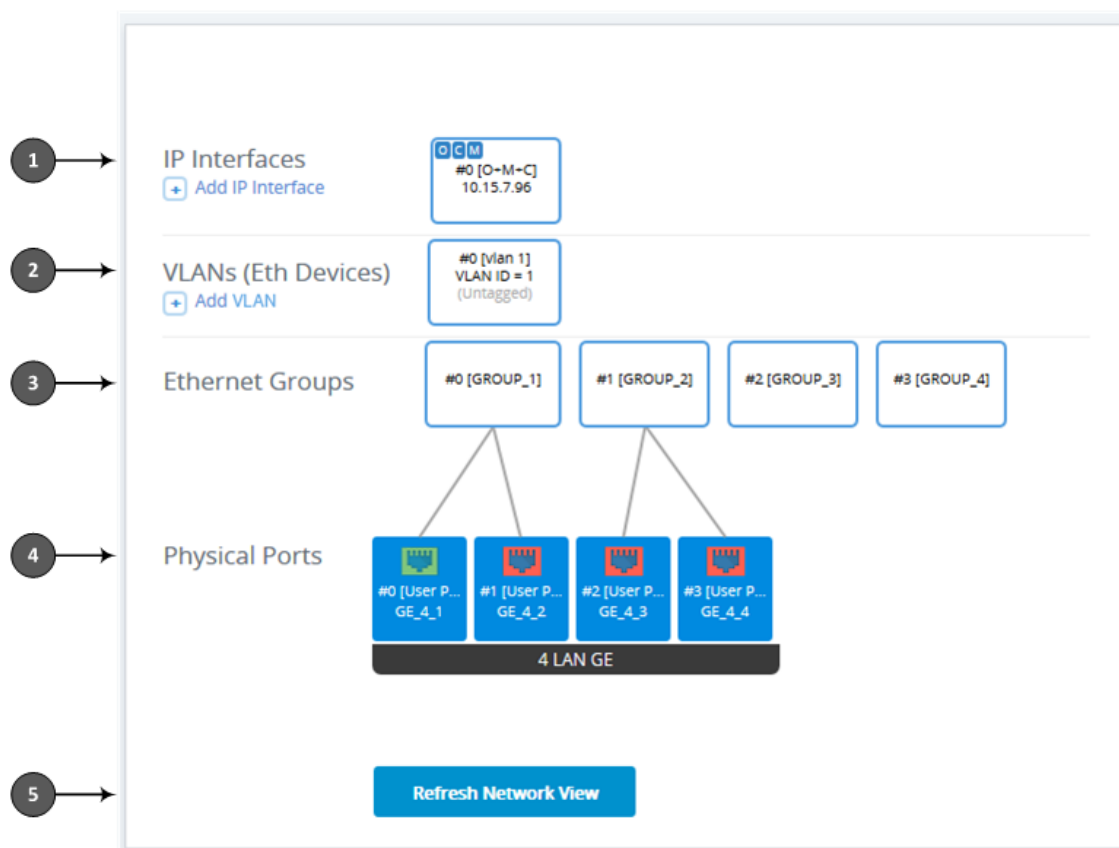 1
IP Interfaces
+ Add IP Interface
O C M
#0 [O+M+C]
10.15.7.96
2
VLANs (Eth Devices)
+ Add VLAN
#0 [vlan 1]
VLAN ID = 1
(Untagged)
3
Ethernet Groups
#0 [GROUP_1]
#1 [GROUP_2]
#2 [GROUP_3]
#3 [GROUP_4]
4
Physical Ports
#0 [User P...
GE_4_1
#1 [User P...
GE_4_2
#2 [User P...
GE_4_3
#3 [User P...
GE_4_4
4 LAN GE
5
Refresh Network View